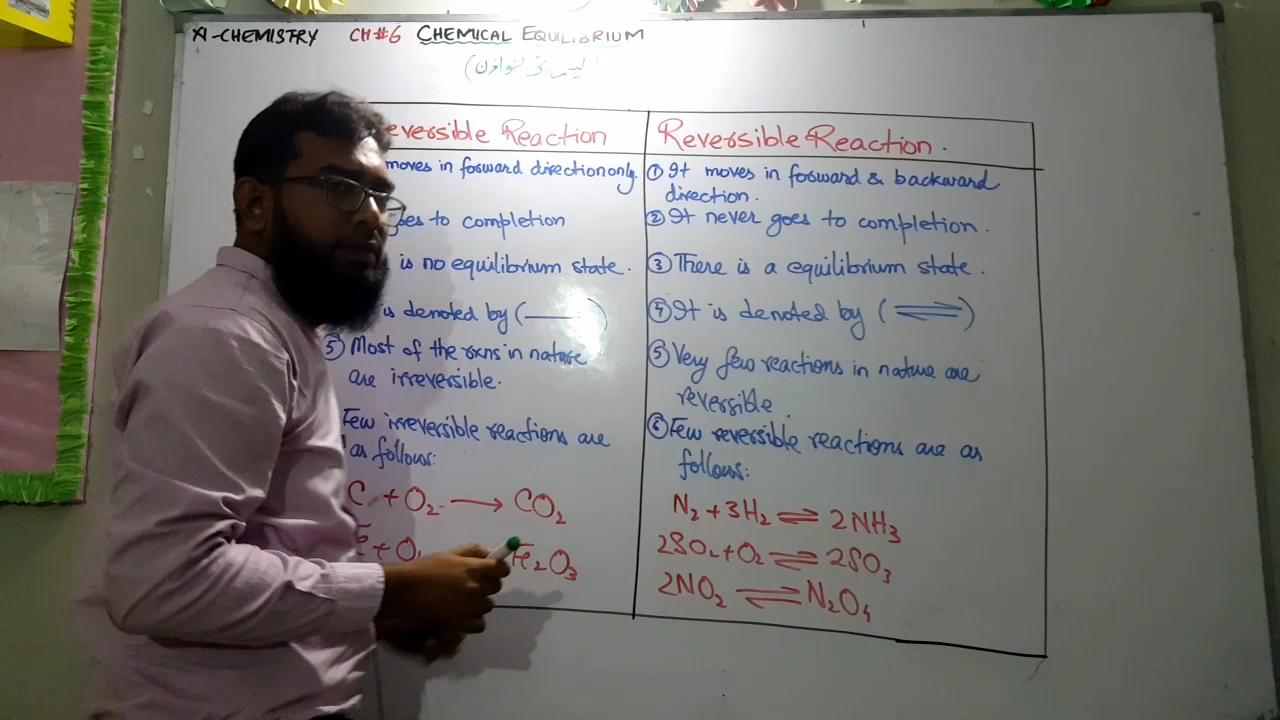 XI-CHEMISTRY CH#6 CHEMICAL EQUILIBRIUM
eversible Reaction
moves in forward direction only.
goes to completion
is no equilibrium state.
is denoted by ( )
⑤ Most of the rxns in nature
are irreversible.
Few irreversible reactions are
as follows:
C + O₂ ⟶ CO₂
+ O
Fe₂O₃
Reversible Reaction.
① It moves in forward & backward
direction.
② It never goes to completion.
③ There is a equilibrium state.
④ It is denoted by (⇌)
⑤ Very few reactions in nature are
reversible.
⑥ Few reversible reactions are as
follows:
N₂ + 3H₂ ⇌ 2NH₃
2SO₂ + O₂ ⇌ 2SO₃
2NO₂ ⇌ N₂O₄